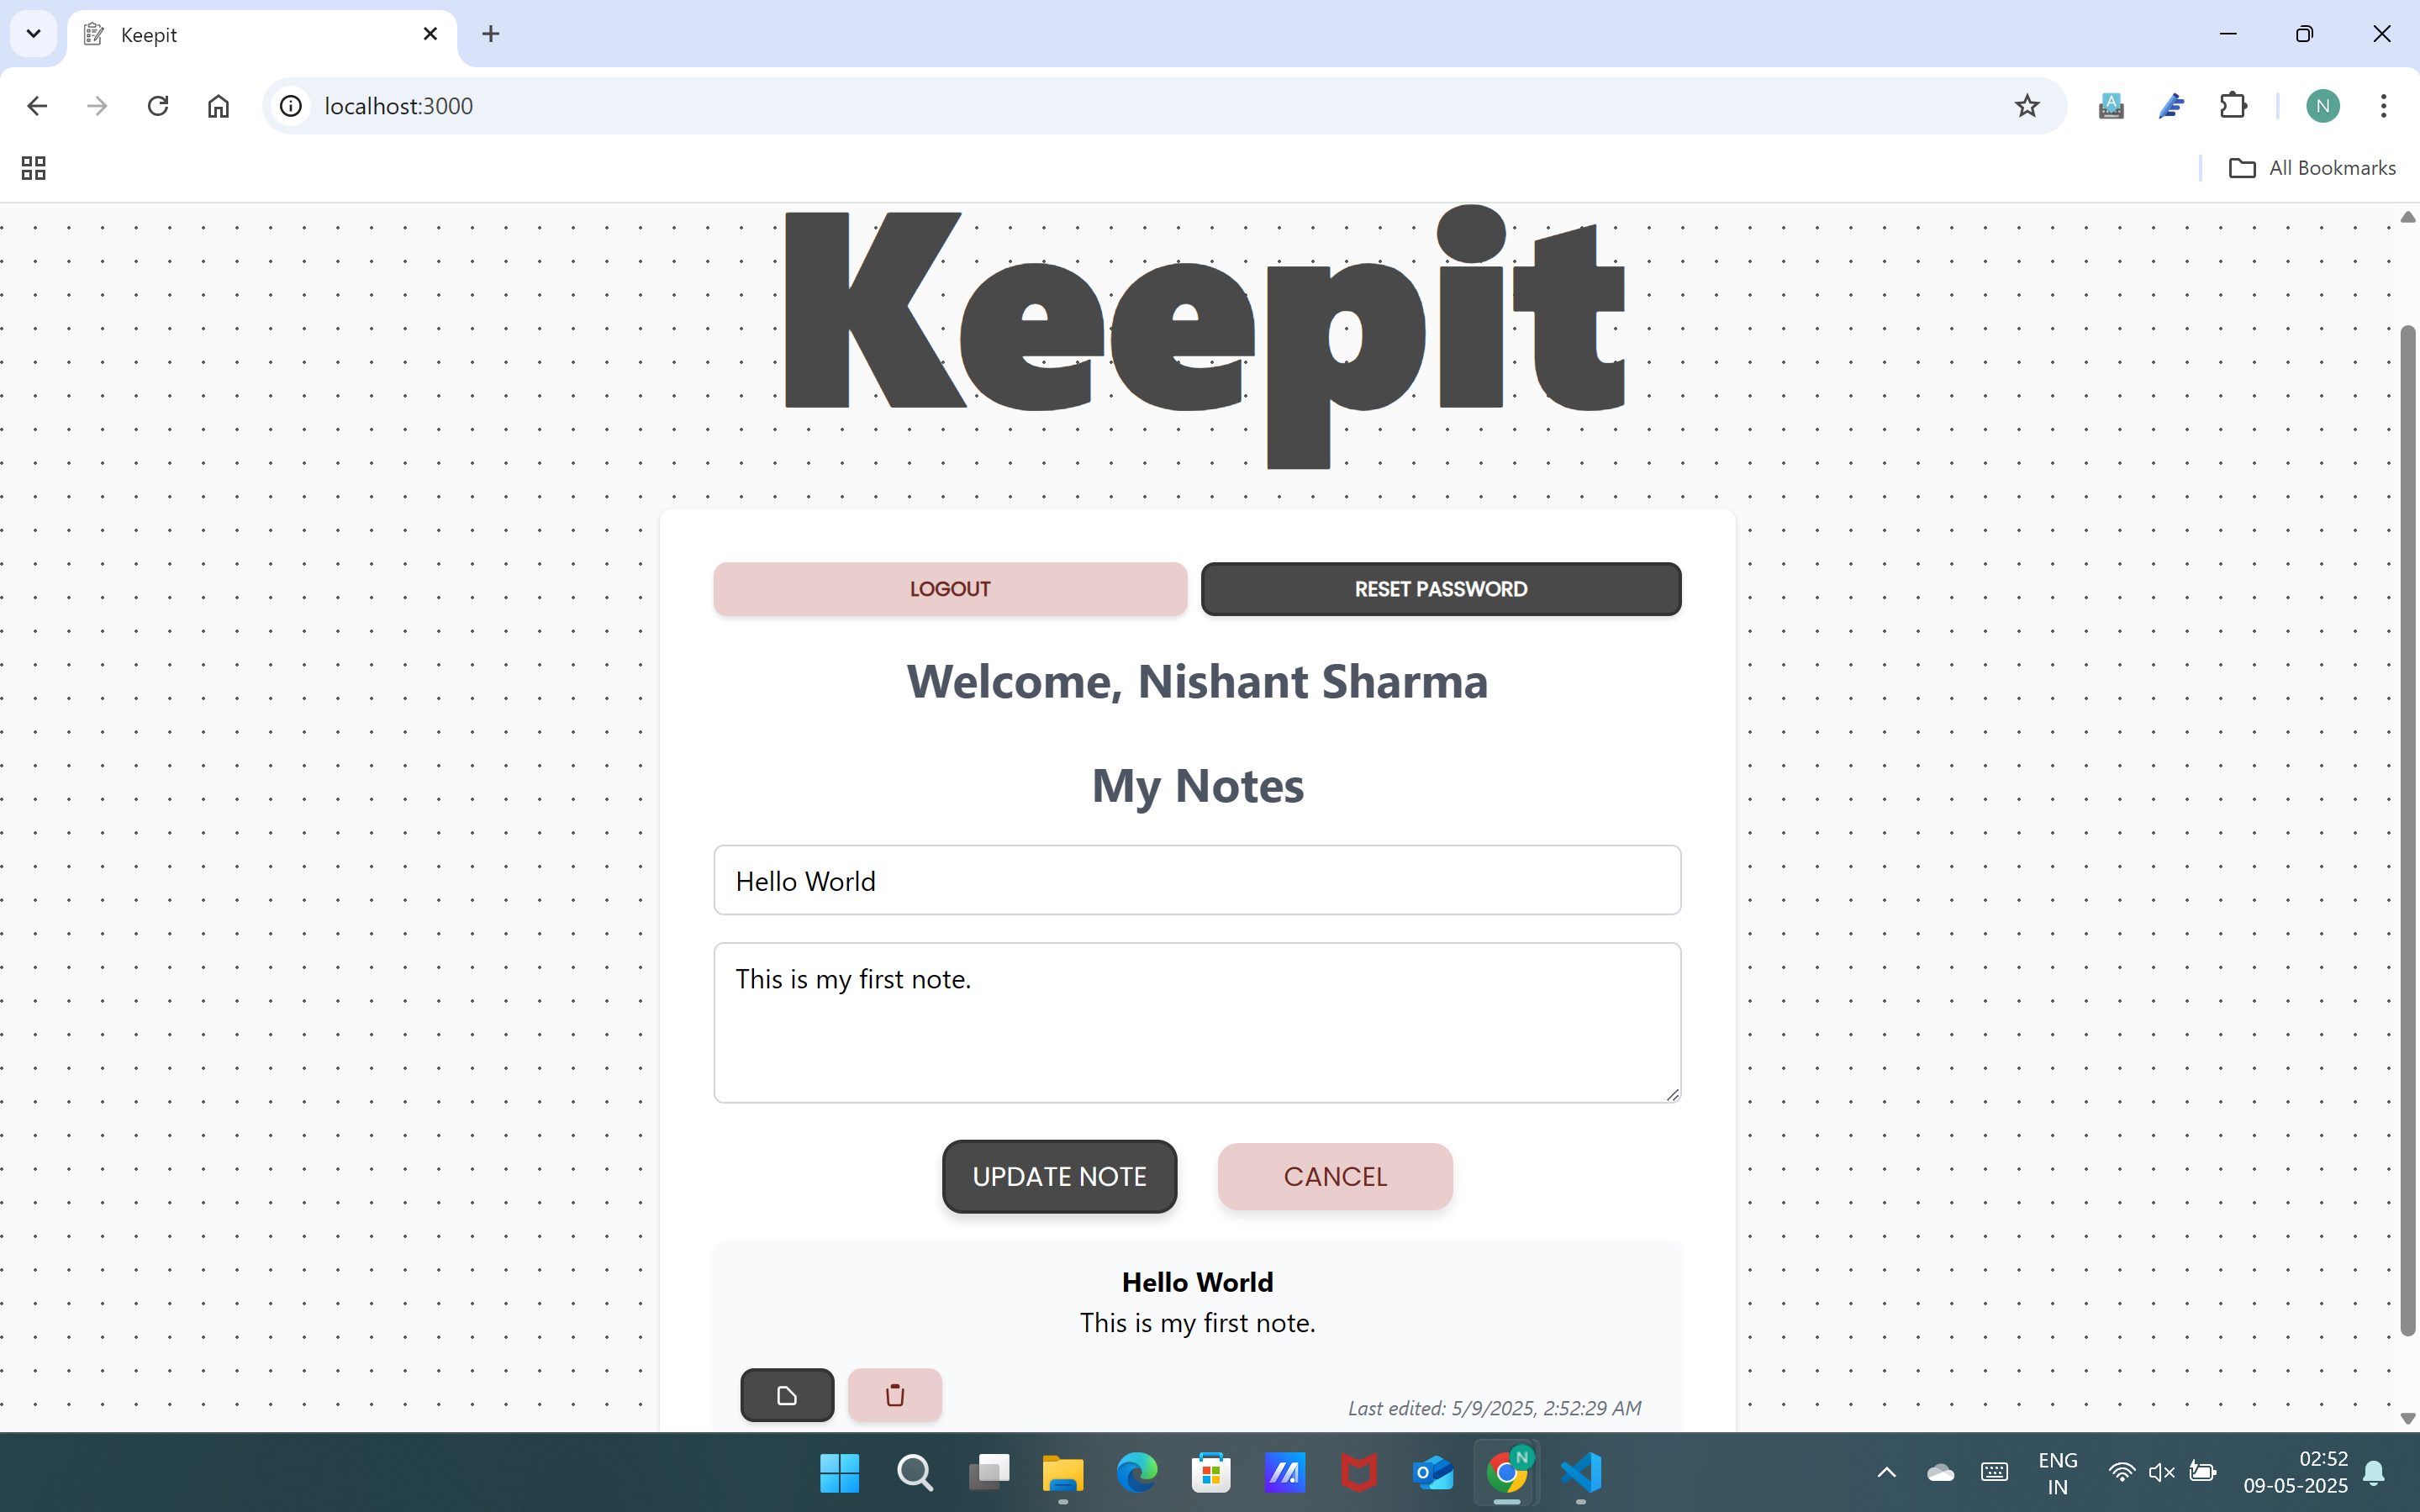 Keepit
localhost:3000
N
All Bookmarks
Keepit
LOGOUT
RESET PASSWORD
Welcome, Nishant Sharma
My Notes
Hello World
This is my first note.
UPDATE NOTE
CANCEL
Hello World
This is my first note.
Last edited: 5/9/2025, 2:52:29 AM
N
ENG
IN
02:52
09-05-2025